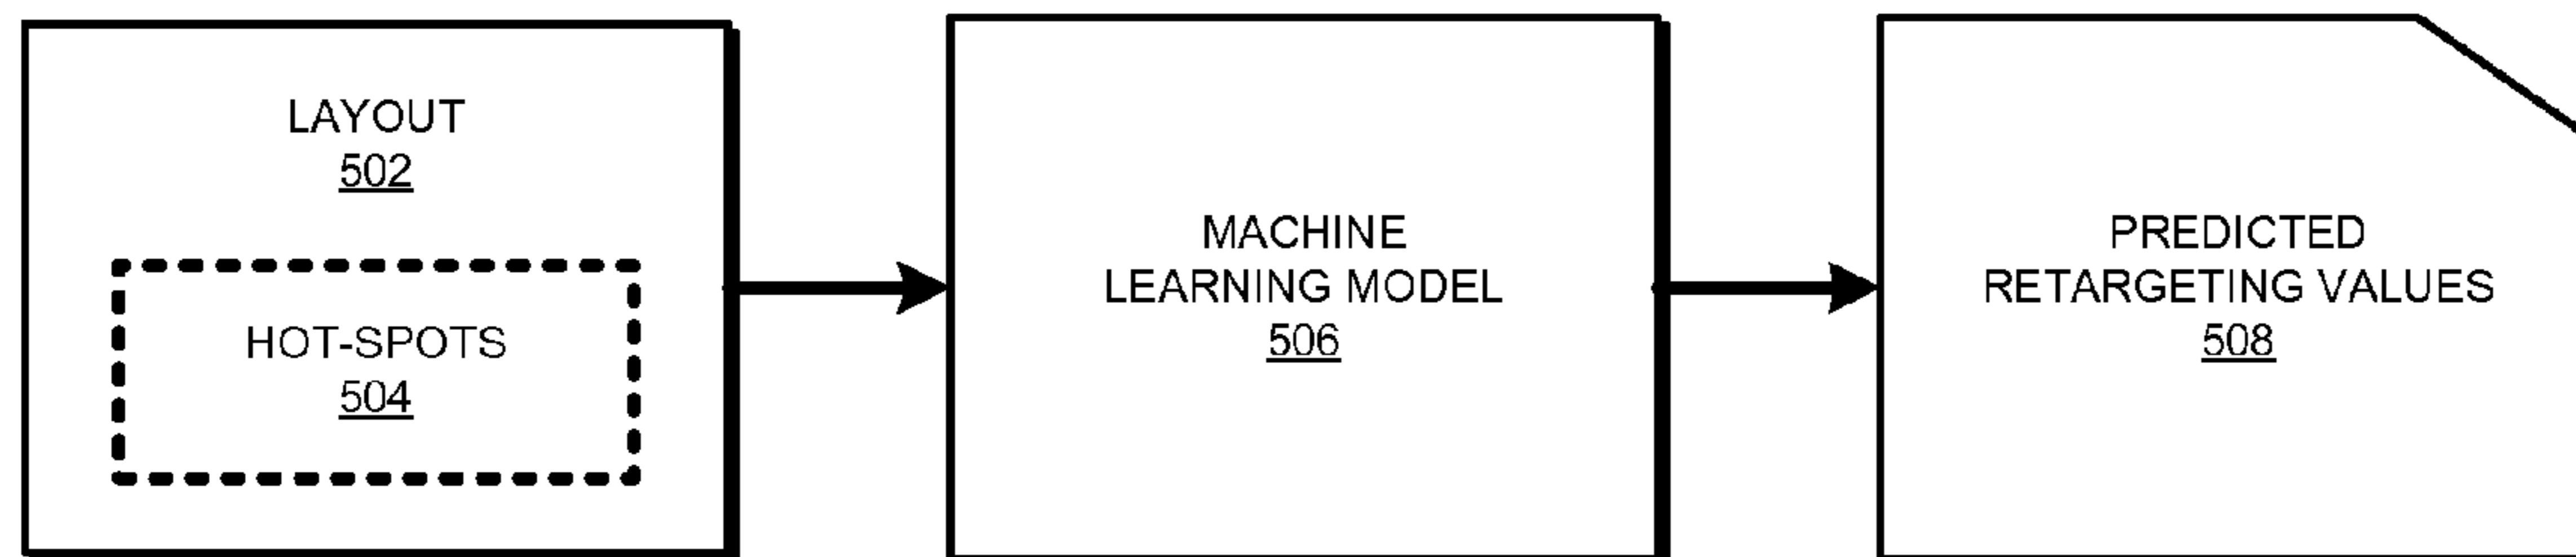 LAYOUT
502
HOT-SPOTS
504
MACHINE
LEARNING MODEL
506
PREDICTED
RETARGETING VALUES
508